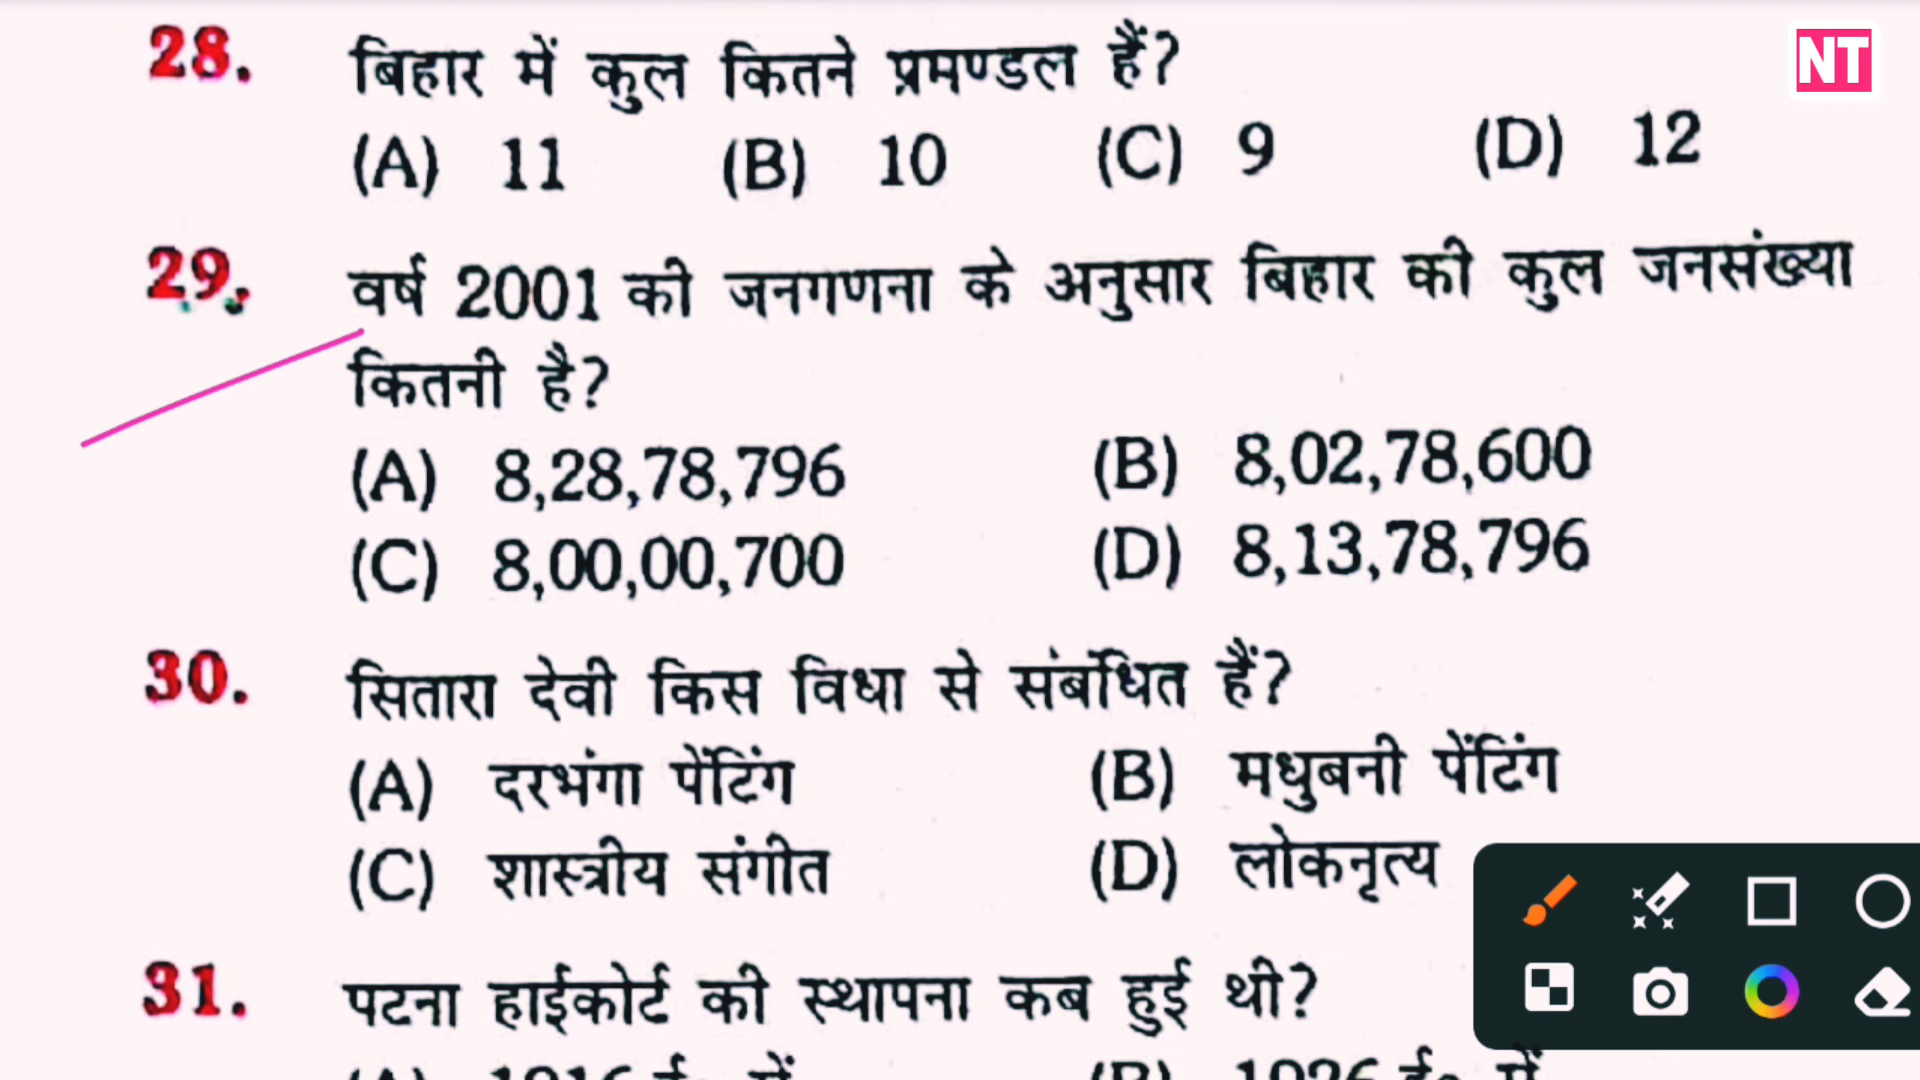 NT
28. बिहार में कुल कितने प्रमण्डल हैं?
(A) 11 (B) 10 (C) 9 (D) 12
29. वर्ष 2001 की जनगणना के अनुसार बिहार की कुल जनसंख्या
कितनी है?
(A) 8,28,78,796 (B) 8,02,78,600
(C) 8,00,00,700 (D) 8,13,78,796
30. सितारा देवी किस विधा से संबंधित हैं?
(A) दरभंगा पेंटिंग (B) मधुबनी पेंटिंग
(C) शास्त्रीय संगीत (D) लोकनृत्य
31. पटना हाईकोर्ट की स्थापना कब हुई थी?